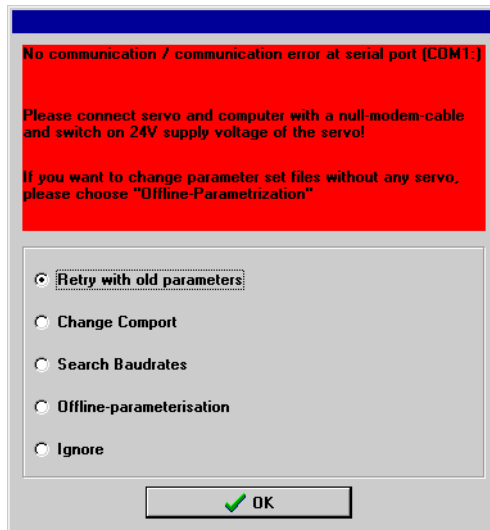 No communication / communication error at serial port (COM1:)
Please connect servo and computer with a null-modem-cable
and switch on 24V supply voltage of the servo!
If you want to change parameter set files without any servo,
please choose "Offline-Parametrization"
Retry with old parameters
Change Comport
Search Baudrates
Offline-parameterisation
Ignore
OK